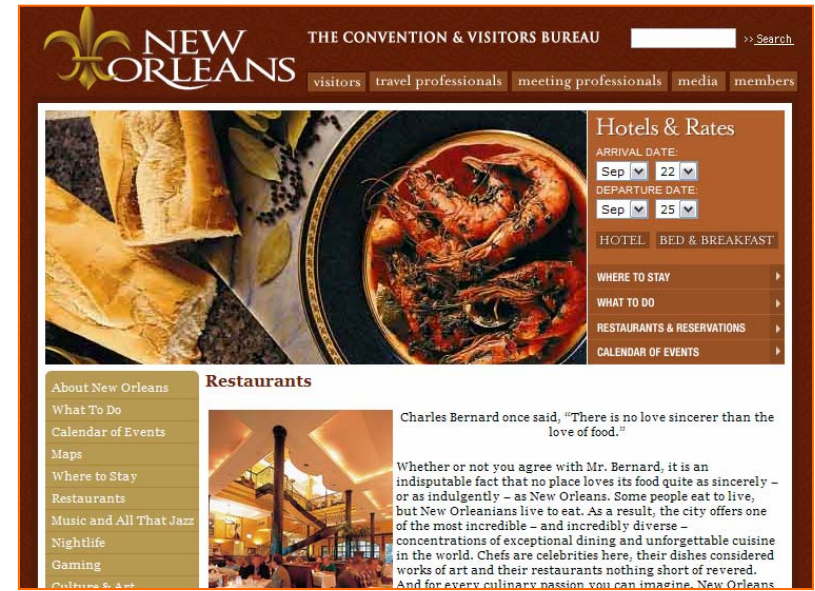 NEW
ORLEANS
THE CONVENTION & VISITORS BUREAU
>> Search
visitors travel professionals meeting professionals media members
Hotels & Rates
ARRIVAL DATE:
Sep 22
DEPARTURE DATE:
Sep 25
HOTEL BED & BREAKFAST
WHERE TO STAY
WHAT TO DO
RESTAURANTS & RESERVATIONS
CALENDAR OF EVENTS
About New Orleans
What To Do
Calendar of Events
Maps
Where to Stay
Restaurants
Music and All That Jazz
Nightlife
Gaming
Culture & Art
Restaurants
Charles Bernard once said, “There is no love sincerer than the
love of food.”
Whether or not you agree with Mr. Bernard, it is an
indisputable fact that no place loves its food quite as sincerely –
or as indulgently – as New Orleans. Some people eat to live,
but New Orleanians live to eat. As a result, the city offers one
of the most incredible – and incredibly diverse –
concentrations of exceptional dining and unforgettable cuisine
in the world. Chefs are celebrities here, their dishes considered
works of art and their restaurants nothing short of revered.
And for every culinary passion you can imagine, New Orleans